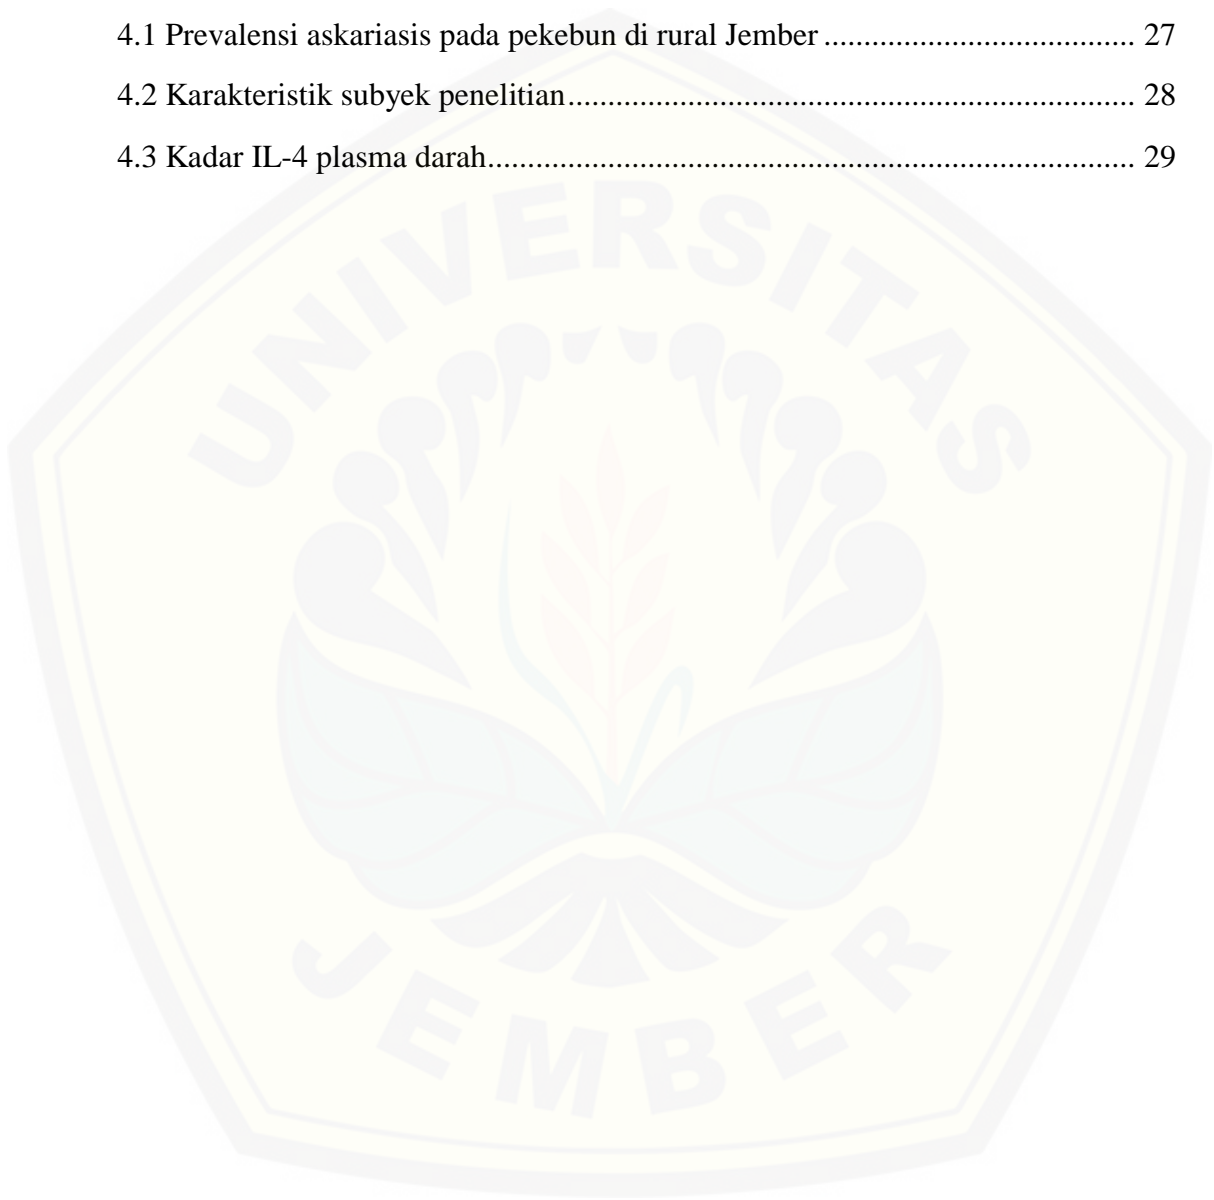 4.1 Prevalensi askariasis pada pekebun di rural Jember ................................... 27
4.2 Karakteristik subyek penelitian................................................................ 28
4.3 Kadar IL-4 plasma darah......................................................................... 29
UNIVERSITAS
JEMBER